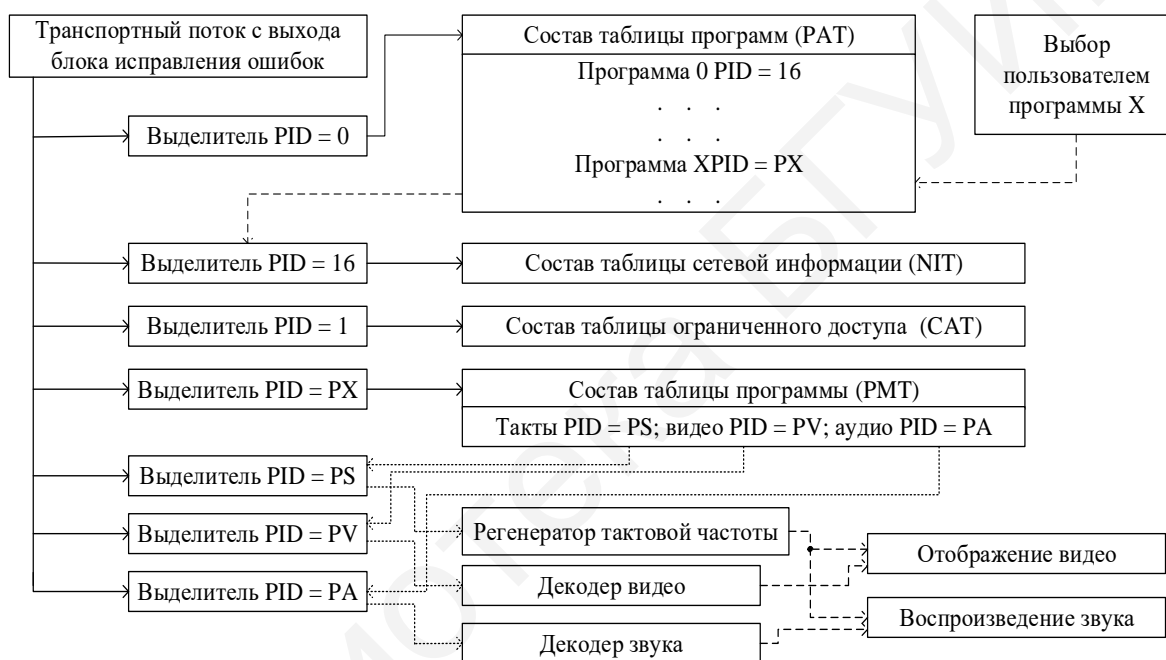 Транспортный поток с выхода
блока исправления ошибок
Состав таблицы программ (PAT)
Программа 0 PID = 16
. . .
. . .
Программа XPID = PX
. . .
Выбор
пользователем
программы X
Выделитель PID = 0
Выделитель PID = 16
Состав таблицы сетевой информации (NIT)
Выделитель PID = 1
Состав таблицы ограниченного доступа (CAT)
Выделитель PID = PX
Состав таблицы программы (PMT)
Такты PID = PS; видео PID = PV; аудио PID = PA
Выделитель PID = PS
Выделитель PID = PV
Регенератор тактовой частоты
Отображение видео
Выделитель PID = PA
Декодер видео
Воспроизведение звука
Декодер звука